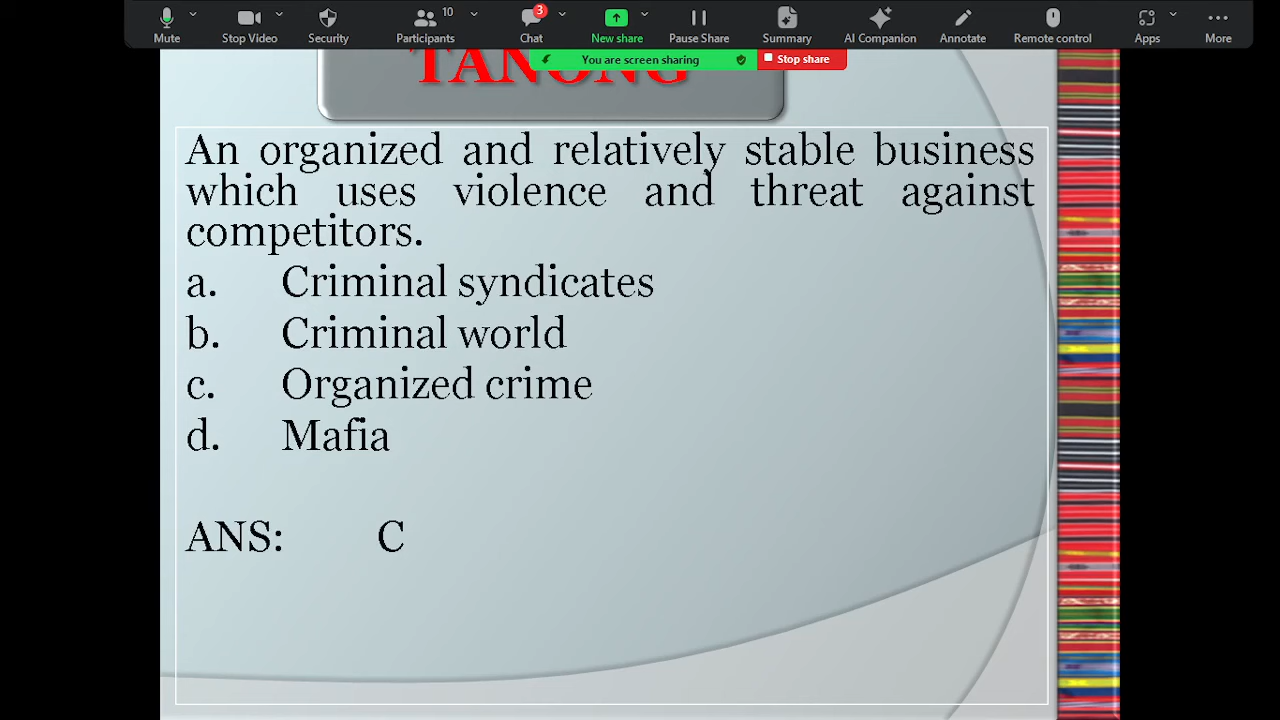 Mute
Stop Video
Security
Participants
10
Chat
3
New share
Pause Share
Summary
AI Companion
Annotate
Remote control
Apps
More
You are screen sharing
Stop share
TANONG
An organized and relatively stable business
which uses violence and threat against
competitors.
a. Criminal syndicates
b. Criminal world
c. Organized crime
d. Mafia
ANS: C